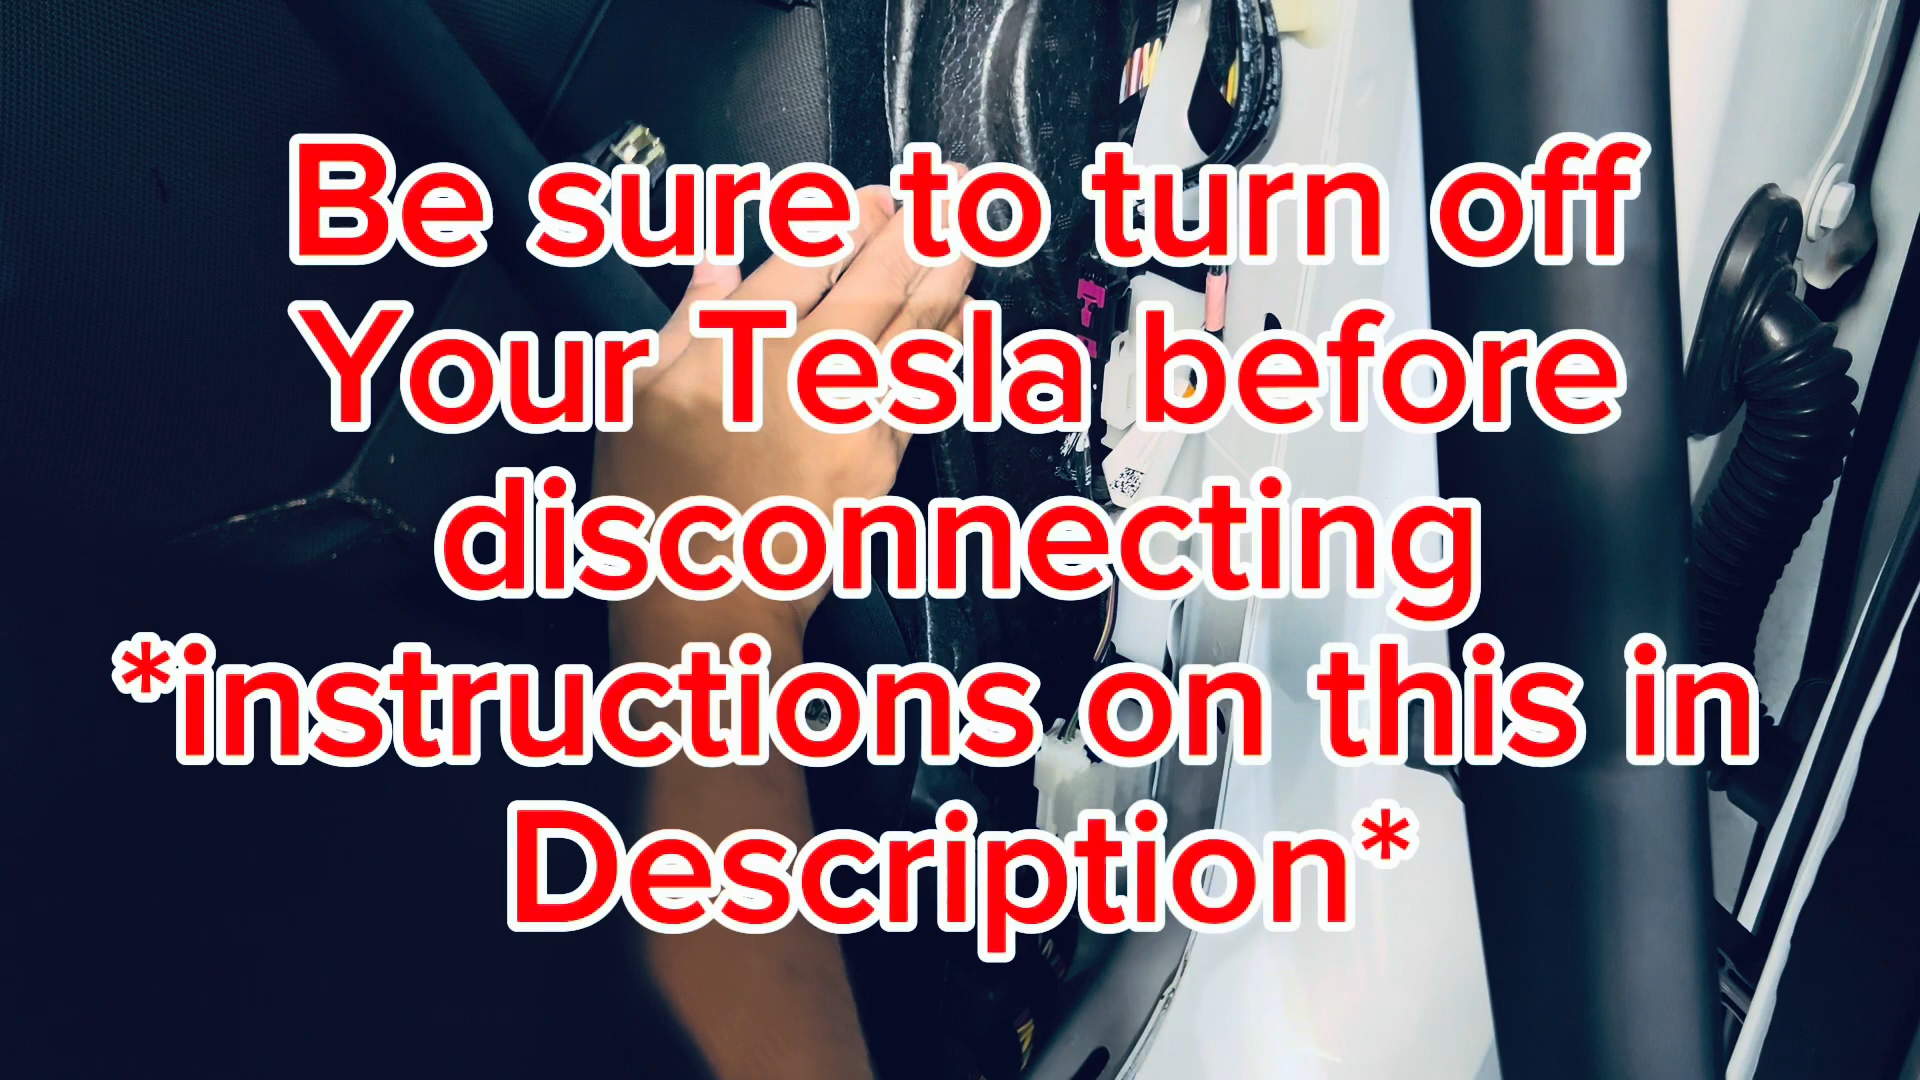 Be sure to turn off
Your Tesla before
disconnecting
*instructions on this in
Description*